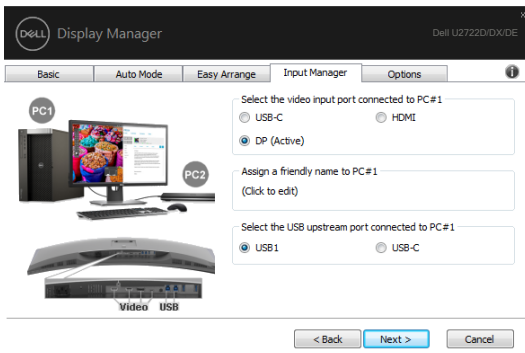 DELL Display Manager
Dell U2722D/DX/DE
Basic Auto Mode Easy Arrange Input Manager Options
PC1
PC2
Video USB
Select the video input port connected to PC#1
USB-C HDMI
DP (Active)
Assign a friendly name to PC#1
(Click to edit)
Select the USB upstream port connected to PC#1
USB1 USB-C
< Back Next > Cancel